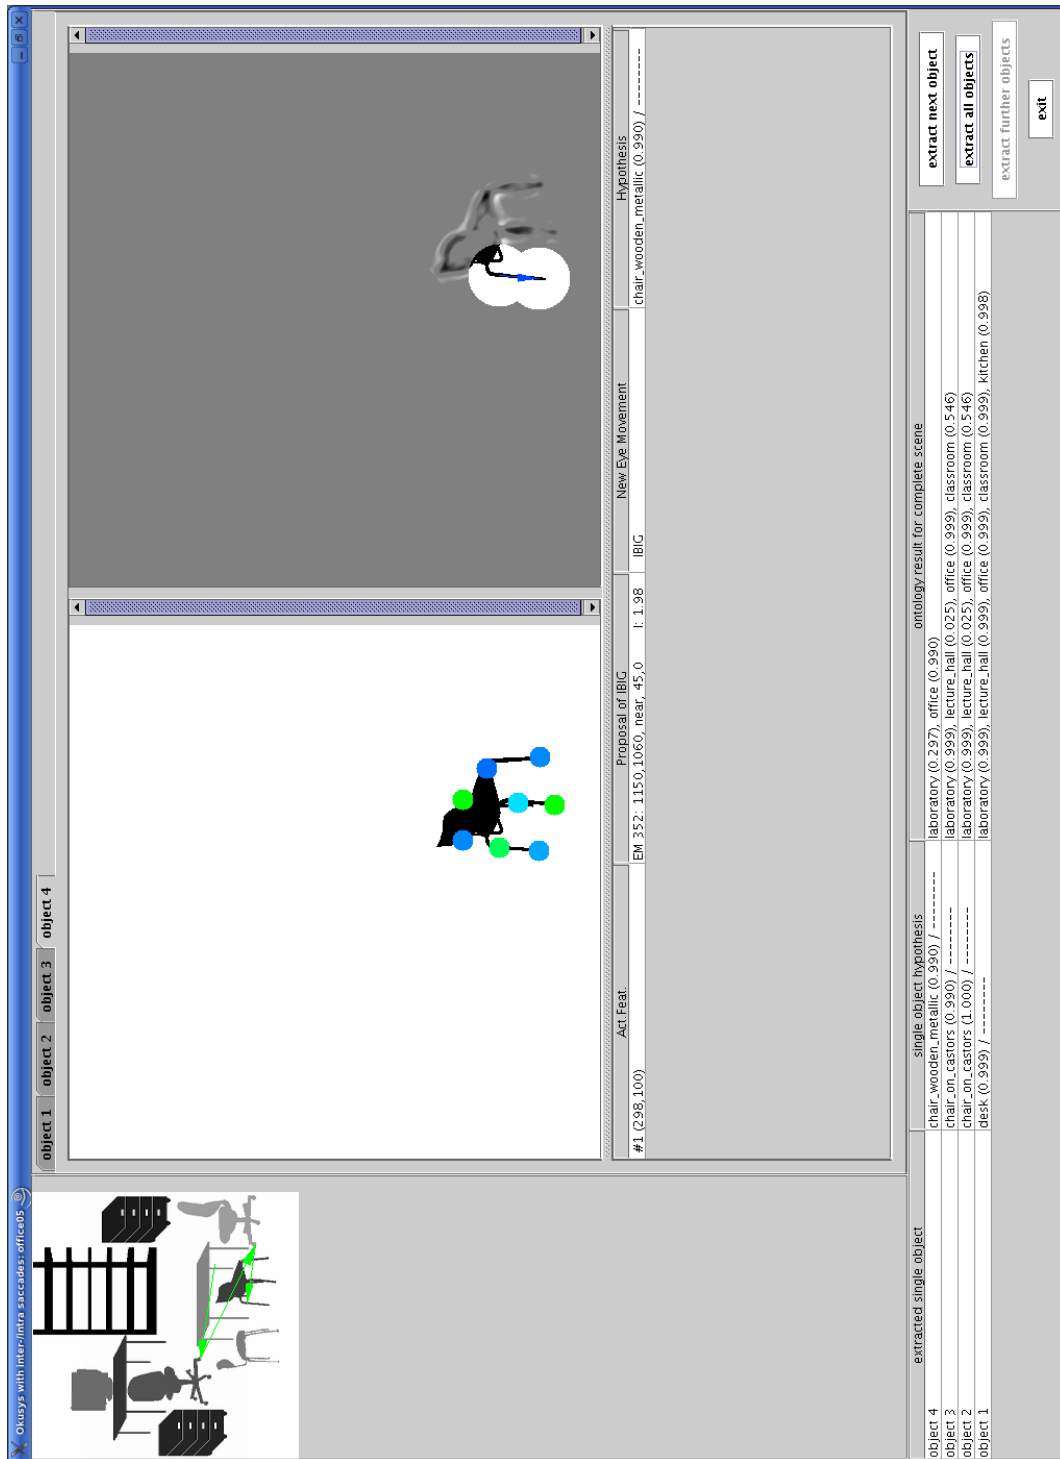 Okusys with inter-/intra saccades: office05
object 1
object 2
object 3
object 4
Act.Feat.
Proposal of IBIG
New Eye Movement
Hypothesis
#1 (298,100)
EM 352: 1150,1060, near, 45,0 I: 1.98
IBIG
chair_wooden_metallic (0.990) / ---------
extracted single object
single object hypothesis
ontology result for complete scene
object 4
chair_wooden_metallic (0.990) / ---------
laboratory (0.297), office (0.990)
object 3
chair_on_castors (0.990) / ---------
laboratory (0.999), lecture_hall (0.025), office (0.999), classroom (0.546)
object 2
chair_on_castors (1.000) / ---------
laboratory (0.999), lecture_hall (0.025), office (0.999), classroom (0.546)
object 1
desk (0.999) / ---------
laboratory (0.999), lecture_hall (0.999), office (0.999), classroom (0.999), kitchen (0.998)
extract next object
extract all objects
extract further objects
exit